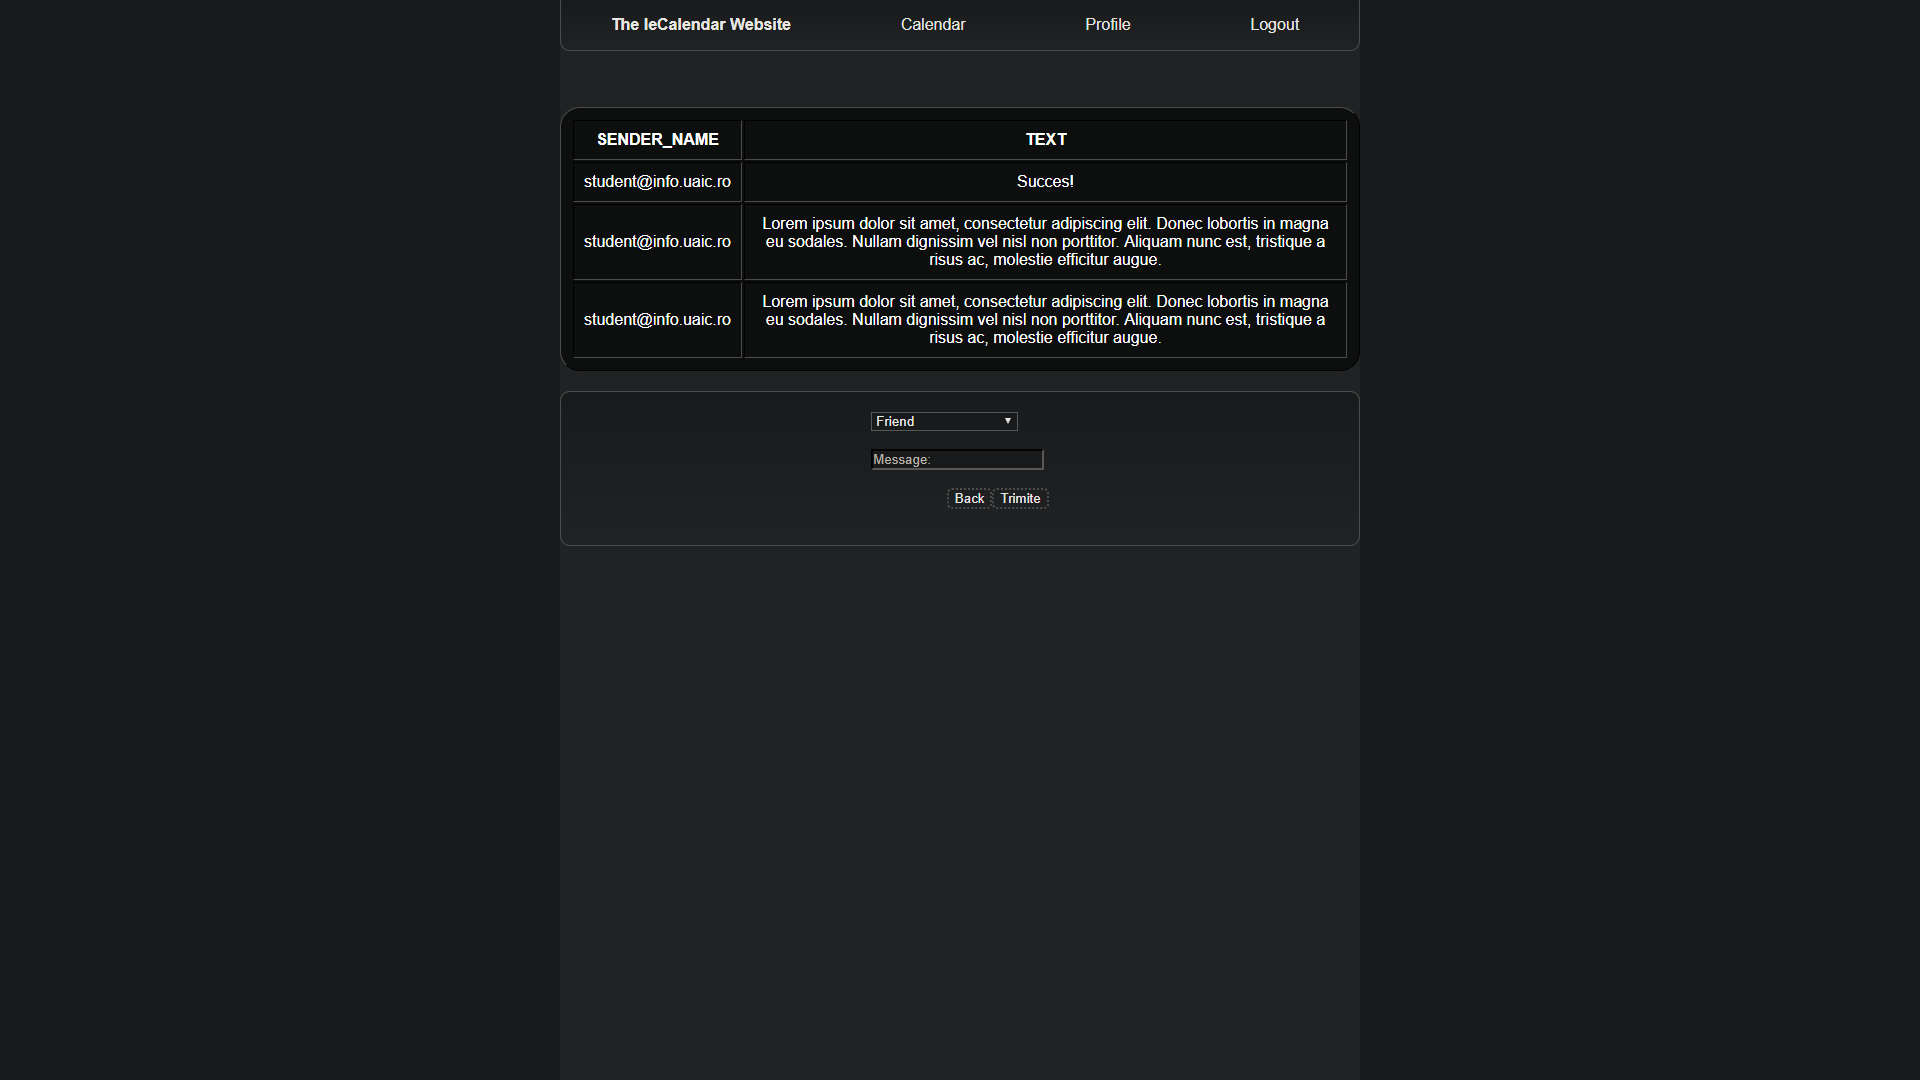 The IeCalendar Website Calendar Profile Logout
SENDER_NAME TEXT
student@info.uaic.ro Succes!
student@info.uaic.ro
Lorem ipsum dolor sit amet, consectetur adipiscing elit. Donec lobortis in magna
eu sodales. Nullam dignissim vel nisl non porttitor. Aliquam nunc est, tristique a
risus ac, molestie efficitur augue.
student@info.uaic.ro
Lorem ipsum dolor sit amet, consectetur adipiscing elit. Donec lobortis in magna
eu sodales. Nullam dignissim vel nisl non porttitor. Aliquam nunc est, tristique a
risus ac, molestie efficitur augue.
Friend
Message:
Back Trimite